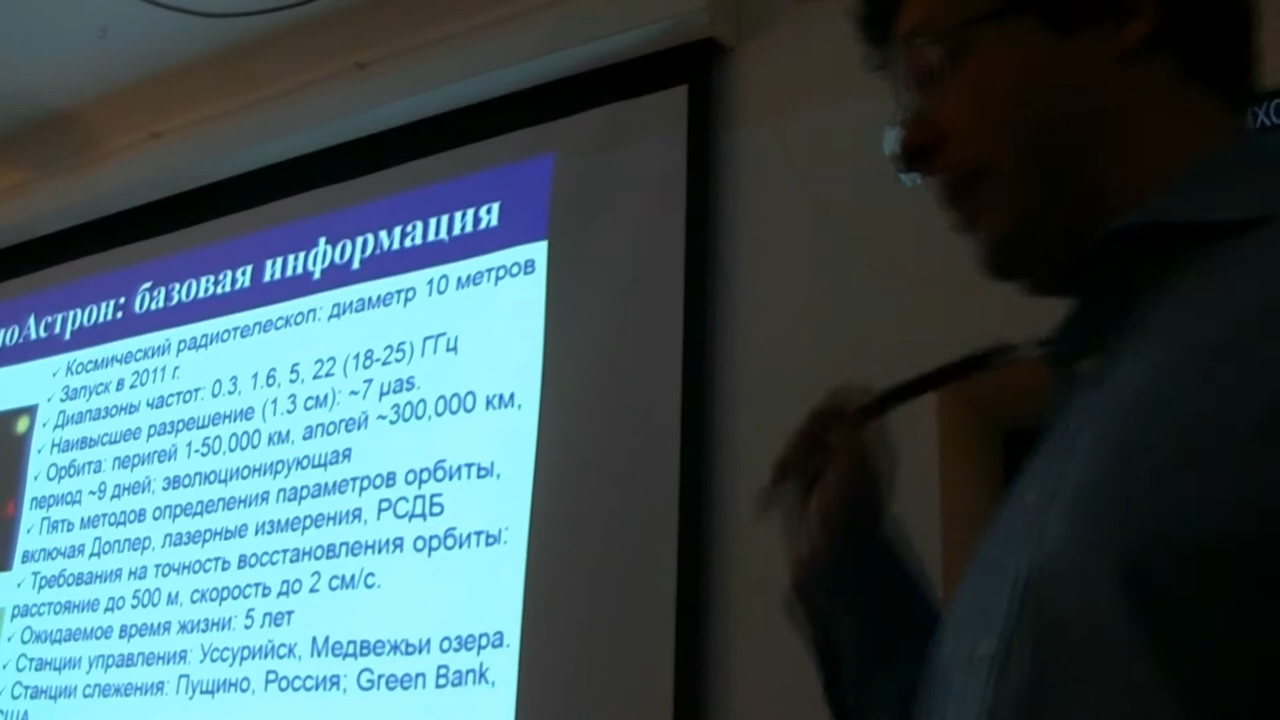 оАстрон: базовая информация
✓ Космический радиотелескоп: диаметр 10 метров
✓ Запуск в 2011 г.
✓ Диапазоны частот: 0.3, 1.6, 5, 22 (18-25) ГГц
✓ Наивысшее разрешение (1.3 см): ~7 μas.
✓ Орбита: перигей 1-50,000 км, апогей ~300,000 км,
период ~9 дней; эволюционирующая
✓ Пять методов определения параметров орбиты,
включая Доплер, лазерные измерения, РСДБ
✓ Требования на точность восстановления орбиты:
расстояние до 500 м, скорость до 2 см/с.
✓ Ожидаемое время жизни: 5 лет
✓ Станции управления: Уссурийск, Медвежьи озера.
✓ Станции слежения: Пущино, Россия; Green Bank,
США